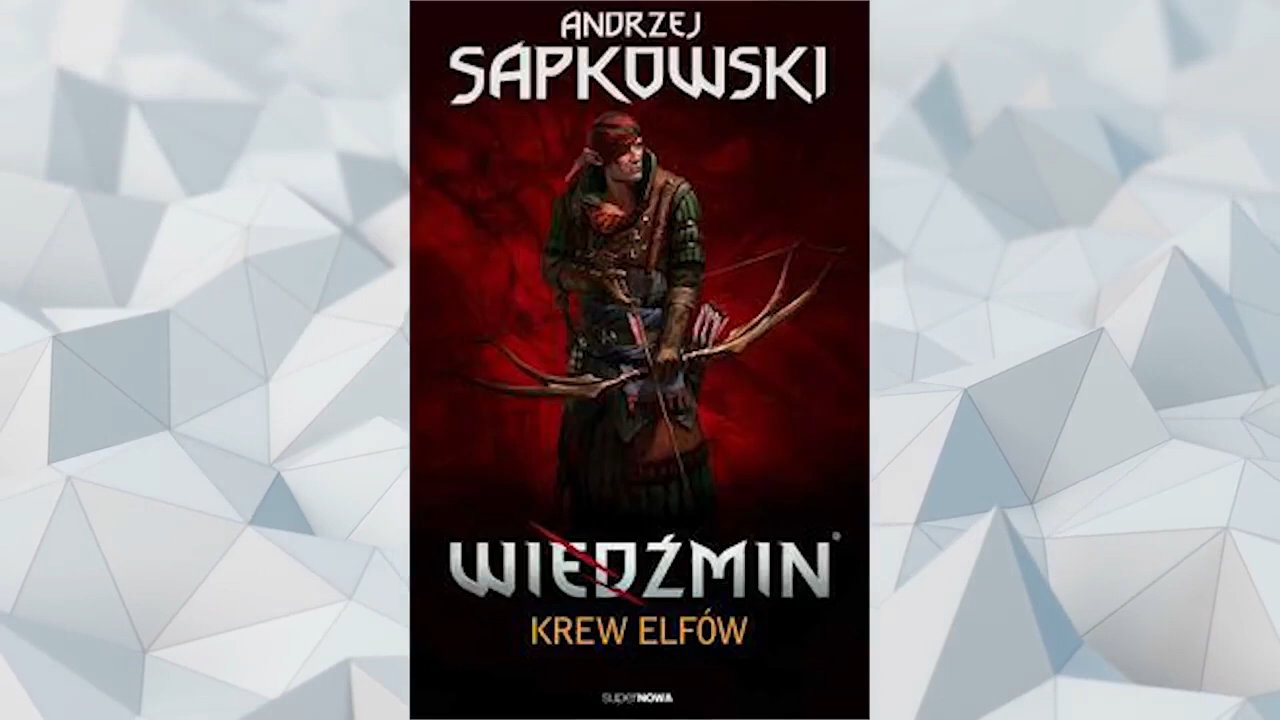 ANDRZEJ
SAPKOWSKI
WIEDŹMIN®
KREW ELFÓW
superNOWA